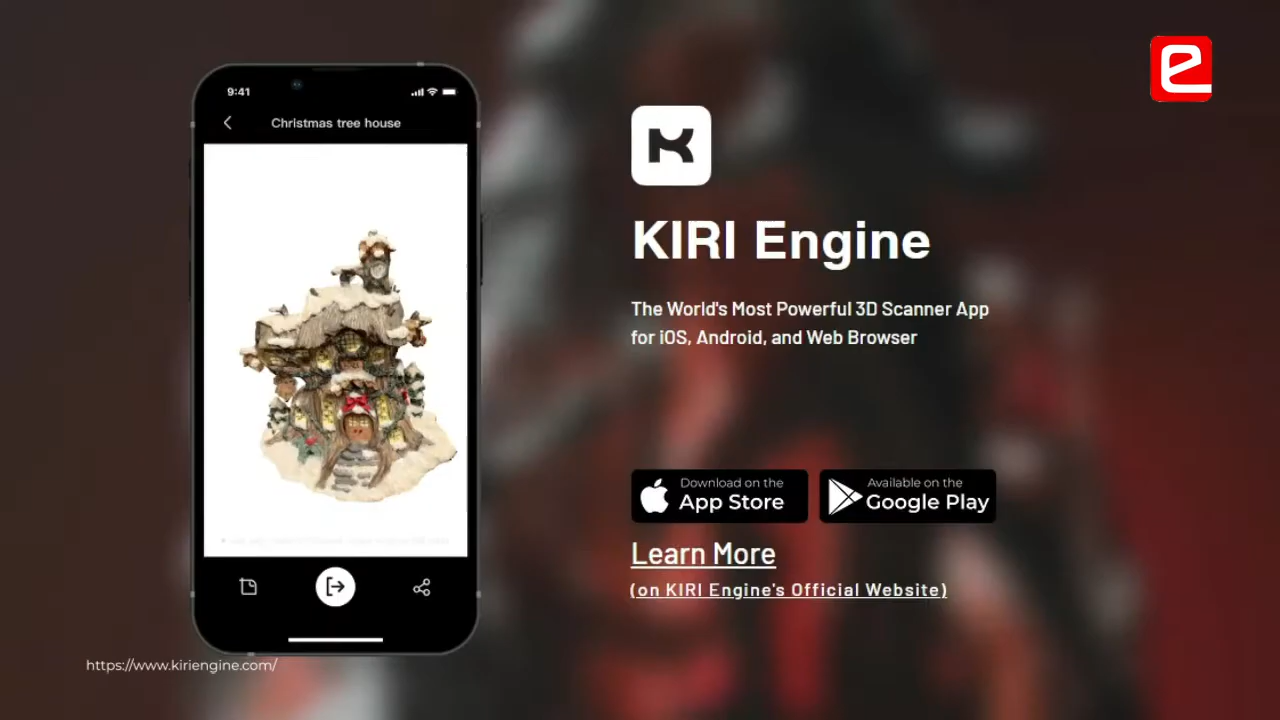 9:41
Christmas tree house
KIRI Engine
The World's Most Powerful 3D Scanner App
for iOS, Android, and Web Browser
Download on the
App Store
Available on the
Google Play
Learn More
(on KIRI Engine's Official Website)
https://www.kiriengine.com/